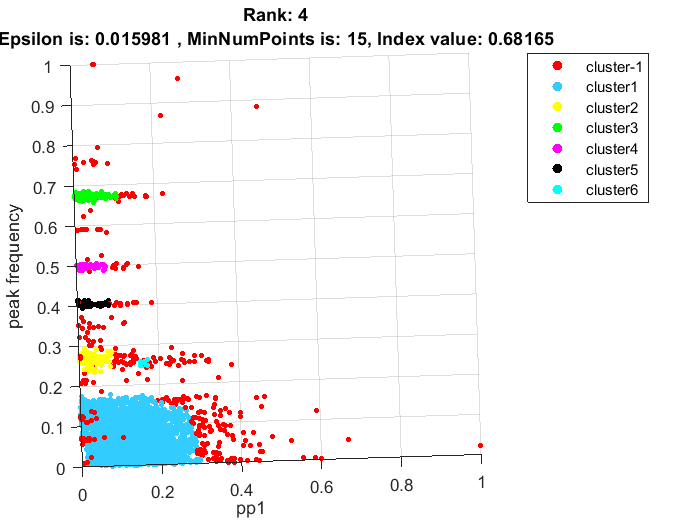 Rank: 4
Epsilon is: 0.015981 , MinNumPoints is: 15, Index value: 0.68165
cluster-1
cluster1
cluster2
cluster3
cluster4
cluster5
cluster6
peak frequency
1
0.9
0.8
0.7
0.6
0.5
0.4
0.3
0.2
0.1
0
0
0.2
0.4
0.6
0.8
1
pp1